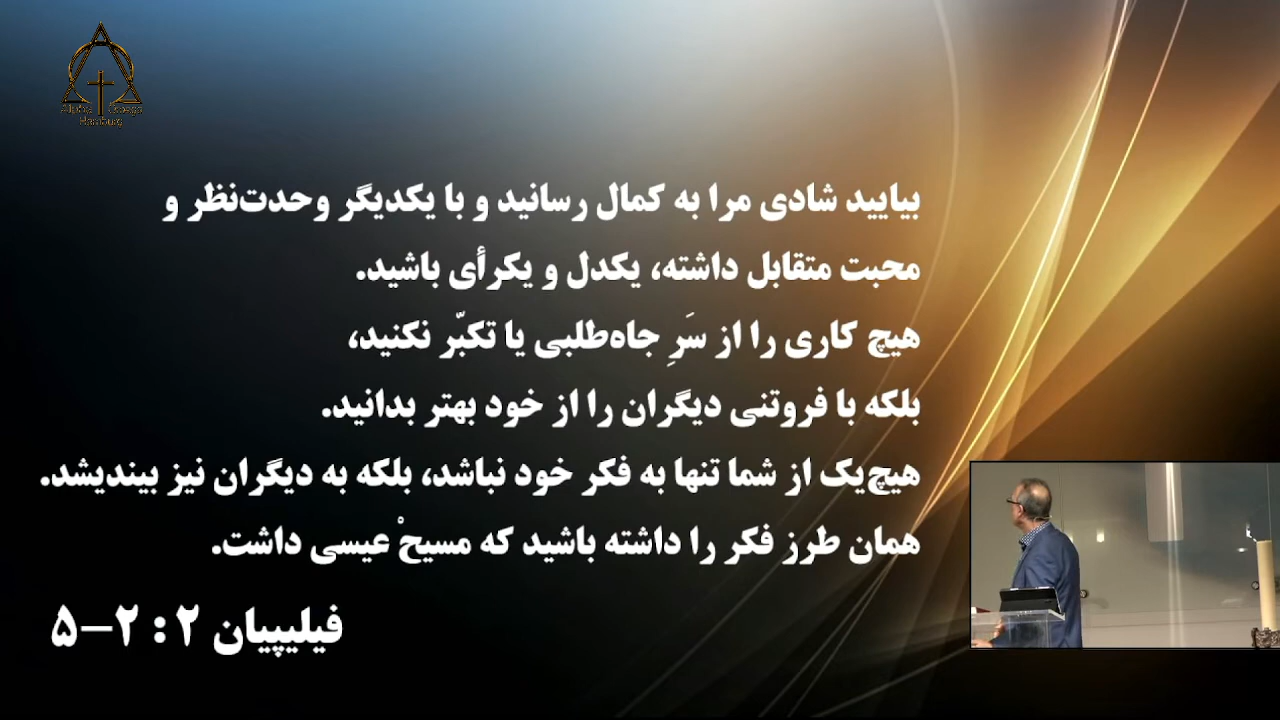 Alpha Omega
Hamburg
بیایید شادی مرا به کمال رسانید و با یکدیگر وحدت‌نظر و
محبت متقابل داشته، یکدل و یکرأی باشید.
هیچ کاری را از سَرِ جاه‌طلبی یا تکبّر نکنید،
بلکه با فروتنی دیگران را از خود بهتر بدانید.
هیچ‌یک از شما تنها به فکر خود نباشد، بلکه به دیگران نیز بیندیشد.
همان طرز فکر را داشته باشید که مسیحْ عیسی داشت.
فیلیپیان ۲ : ۲–۵